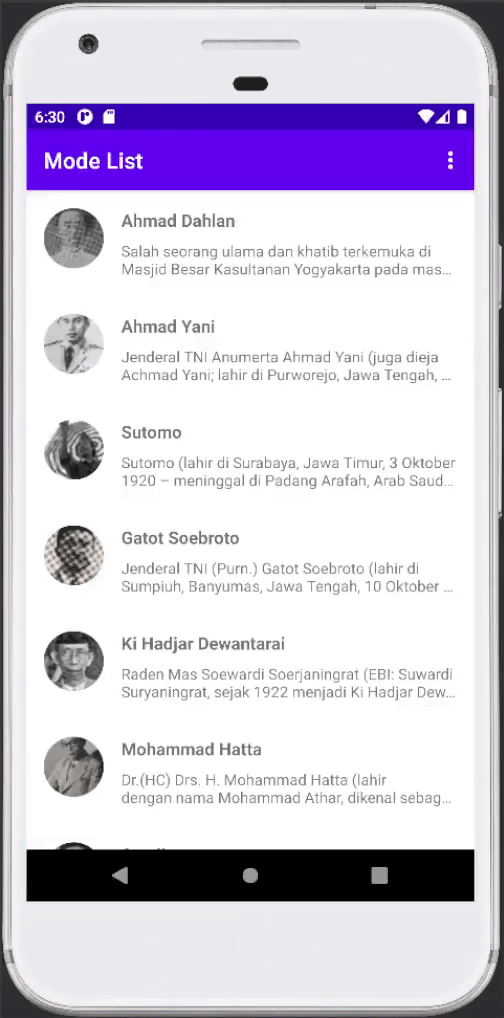 6:30
Mode List
Ahmad Dahlan
Salah seorang ulama dan khatib terkemuka di
Masjid Besar Kasultanan Yogyakarta pada mas...
Ahmad Yani
Jenderal TNI Anumerta Ahmad Yani (juga dieja
Achmad Yani; lahir di Purworejo, Jawa Tengah, ...
Sutomo
Sutomo (lahir di Surabaya, Jawa Timur, 3 Oktober
1920 – meninggal di Padang Arafah, Arab Saud...
Gatot Soebroto
Jenderal TNI (Purn.) Gatot Soebroto (lahir di
Sumpiuh, Banyumas, Jawa Tengah, 10 Oktober ...
Ki Hadjar Dewantarai
Raden Mas Soewardi Soerjaningrat (EBI: Suwardi
Suryaningrat, sejak 1922 menjadi Ki Hadjar Dew...
Mohammad Hatta
Dr.(HC) Drs. H. Mohammad Hatta (lahir
dengan nama Mohammad Athar, dikenal sebag...